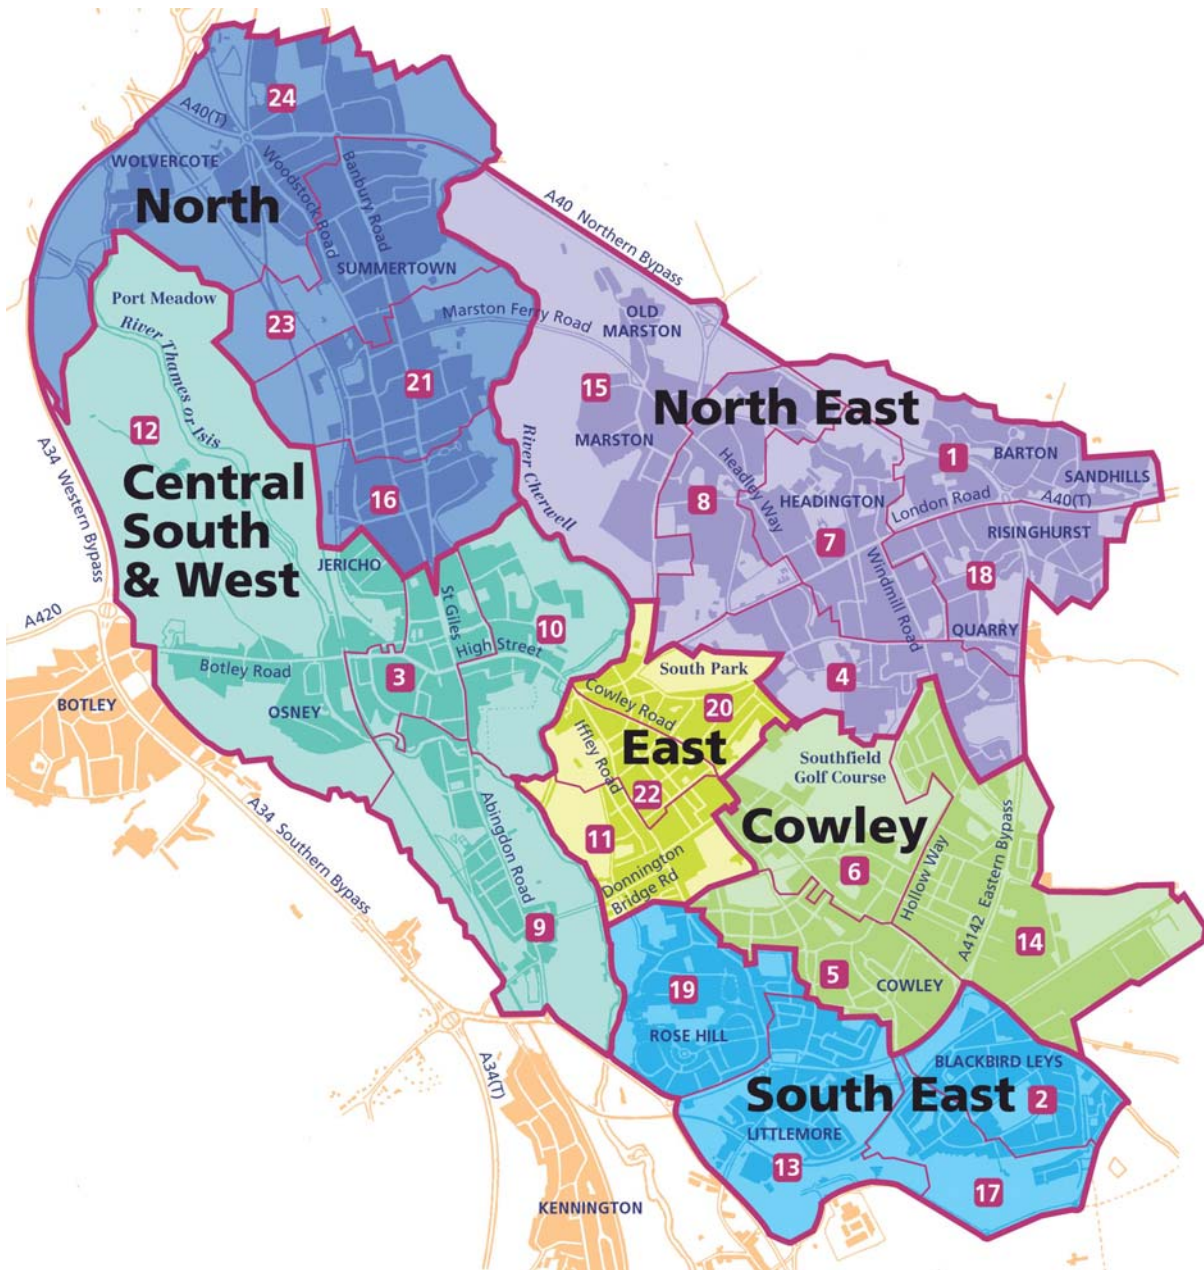 24
A40(T)
WOLVERCOTE
Woodstock Road
Banbury Road
North
A40 Northern Bypass
SUMMERTOWN
Port Meadow
23
Marston Ferry Road
OLD
MARSTON
River Thames or Isis
21
15
North East
12
MARSTON
River Cherwell
1
BARTON
SANDHILLS
A34 Western Bypass
Central
South
& West
16
8
Headley Way
HEADINGTON
London Road
A40(T)
RISINGHURST
7
JERICHO
18
Windmill Road
St Giles
A420
10
QUARRY
High Street
Botley Road
3
South Park
4
BOTLEY
OSNEY
Cowley Road
20
Iffley Road
East
Southfield
Golf Course
22
A34 Southern Bypass
Abingdon Road
11
Cowley
Donnington
Bridge Rd
6
Hollow Way
A4142 Eastern Bypass
9
14
19
5
COWLEY
ROSE HILL
BLACKBIRD LEYS
A34(T)
South East
2
LITTLEMORE
13
17
KENNINGTON